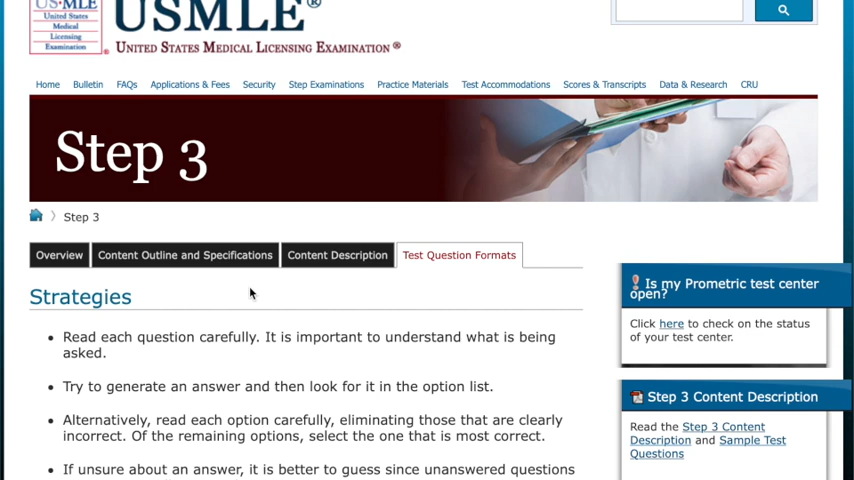 US·MLE
United States
Medical
Licensing
Examination
®
USMLE®
UNITED STATES MEDICAL LICENSING EXAMINATION®
Home Bulletin FAQs Applications & Fees Security Step Examinations Practice Materials Test Accommodations Scores & Transcripts Data & Research CRU
Step 3
Step 3
Overview Content Outline and Specifications Content Description Test Question Formats
Strategies
• Read each question carefully. It is important to understand what is being
asked.
• Try to generate an answer and then look for it in the option list.
• Alternatively, read each option carefully, eliminating those that are clearly
incorrect. Of the remaining options, select the one that is most correct.
• If unsure about an answer, it is better to guess since unanswered questions
Is my Prometric test center
open?
Click here to check on the status
of your test center.
Step 3 Content Description
Read the Step 3 Content
Description and Sample Test
Questions